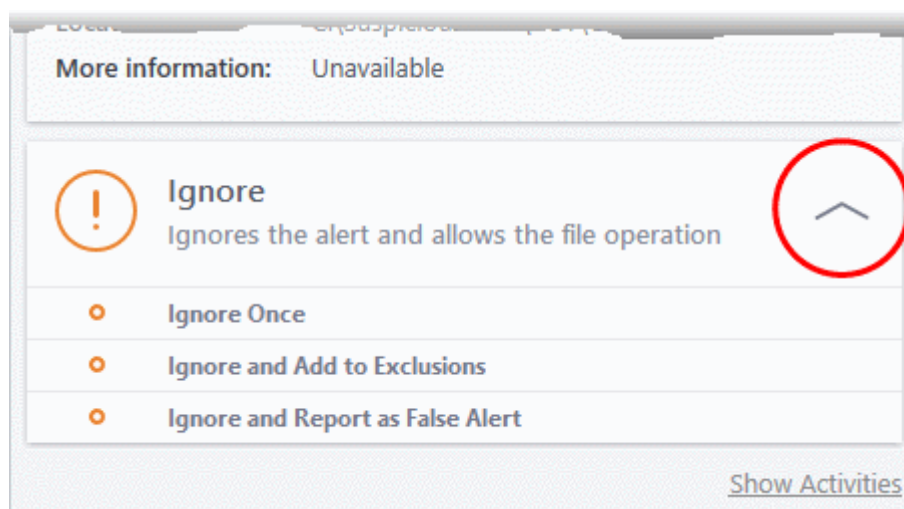 More information: Unavailable
Ignore
Ignores the alert and allows the file operation
Ignore Once
Ignore and Add to Exclusions
Ignore and Report as False Alert
Show Activities